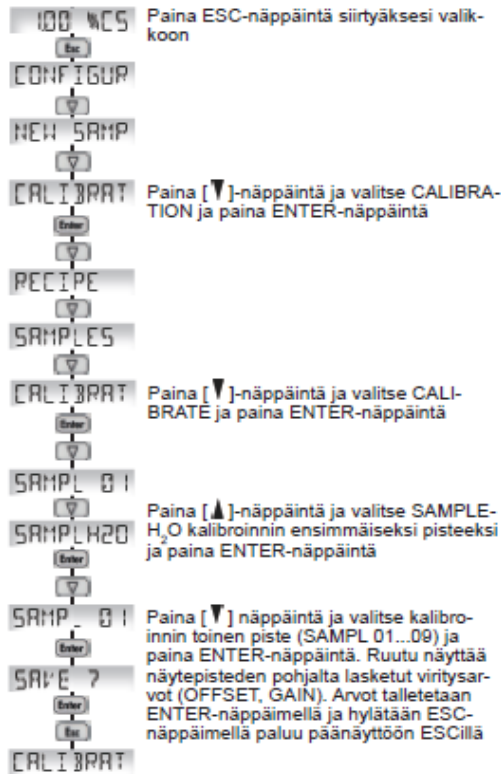 1.00 %CS
Paina ESC-näppäintä siirtyäksesi valik-
koon
Esc
CONFIGUR
NEW SAMP
CALIBRAT
Paina [▼]-näppäintä ja valitse CALIBRA-
TION ja paina ENTER-näppäintä
Enter
RECIPE
SAMPLES
CALIBRAT
Paina [▼]-näppäintä ja valitse CALI-
BRATE ja paina ENTER-näppäintä
Enter
SAMPL 01
Paina [▲]-näppäintä ja valitse SAMPLE-
H₂O kalibroinnin ensimmäiseksi pisteeksi
ja paina ENTER-näppäintä
SAMPLH2O
Enter
SAMP_ 01
Paina [▼] näppäintä ja valitse kalibro-
innin toinen piste (SAMPL 01...09) ja
paina ENTER-näppäintä. Ruutu näyttää
näytepisteden pohjalta lasketut viritysar-
vot (OFFSET, GAIN). Arvot talletetaan
ENTER-näppäimellä ja hylätään ESC-
näppäimellä paluu päänäyttöön ESCillä
Enter
SAVE ?
Enter
Esc
CALIBRAT